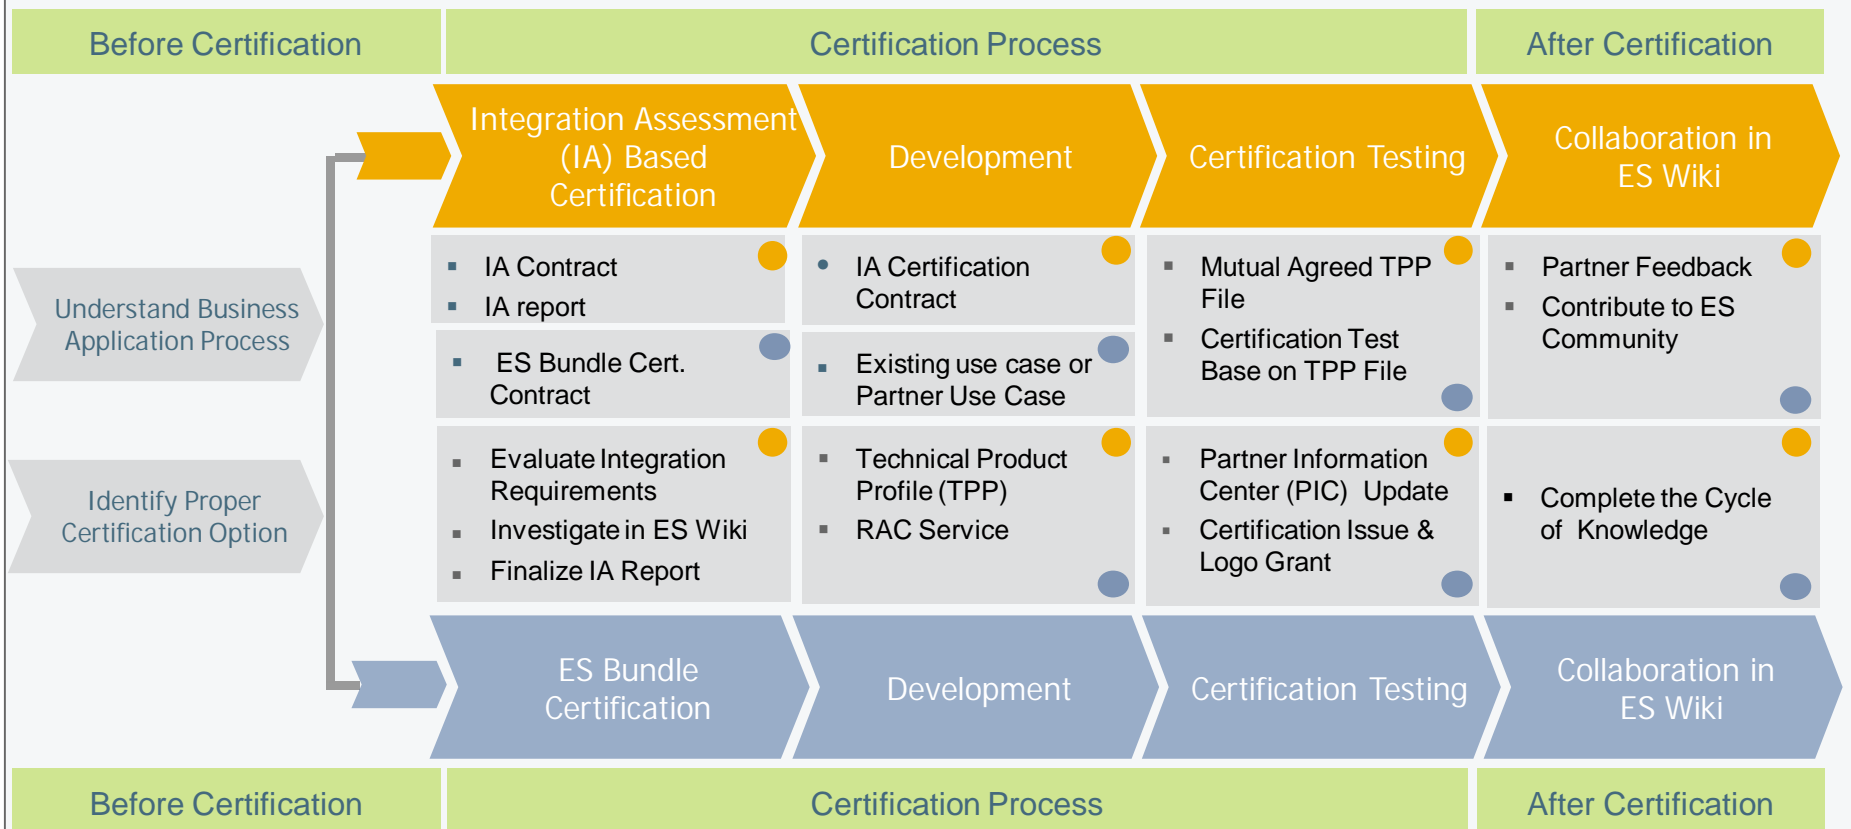 Before Certification
Certification Process
After Certification
Integration Assessment
(IA) Based
Certification
Development
Certification Testing
Collaboration in
ES Wiki
Understand Business
Application Process
Identify Proper
Certification Option
IA Contract
IA report
ES Bundle Cert.
Contract
Evaluate Integration
Requirements
Investigate in ES Wiki
Finalize IA Report
IA Certification
Contract
Existing use case or
Partner Use Case
Technical Product
Profile (TPP)
RAC Service
Mutual Agreed TPP
File
Certification Test
Base on TPP File
Partner Information
Center (PIC) Update
Certification Issue &
Logo Grant
Partner Feedback
Contribute to ES
Community
Complete the Cycle
of Knowledge
ES Bundle
Certification
Development
Certification Testing
Collaboration in
ES Wiki
Before Certification
Certification Process
After Certification